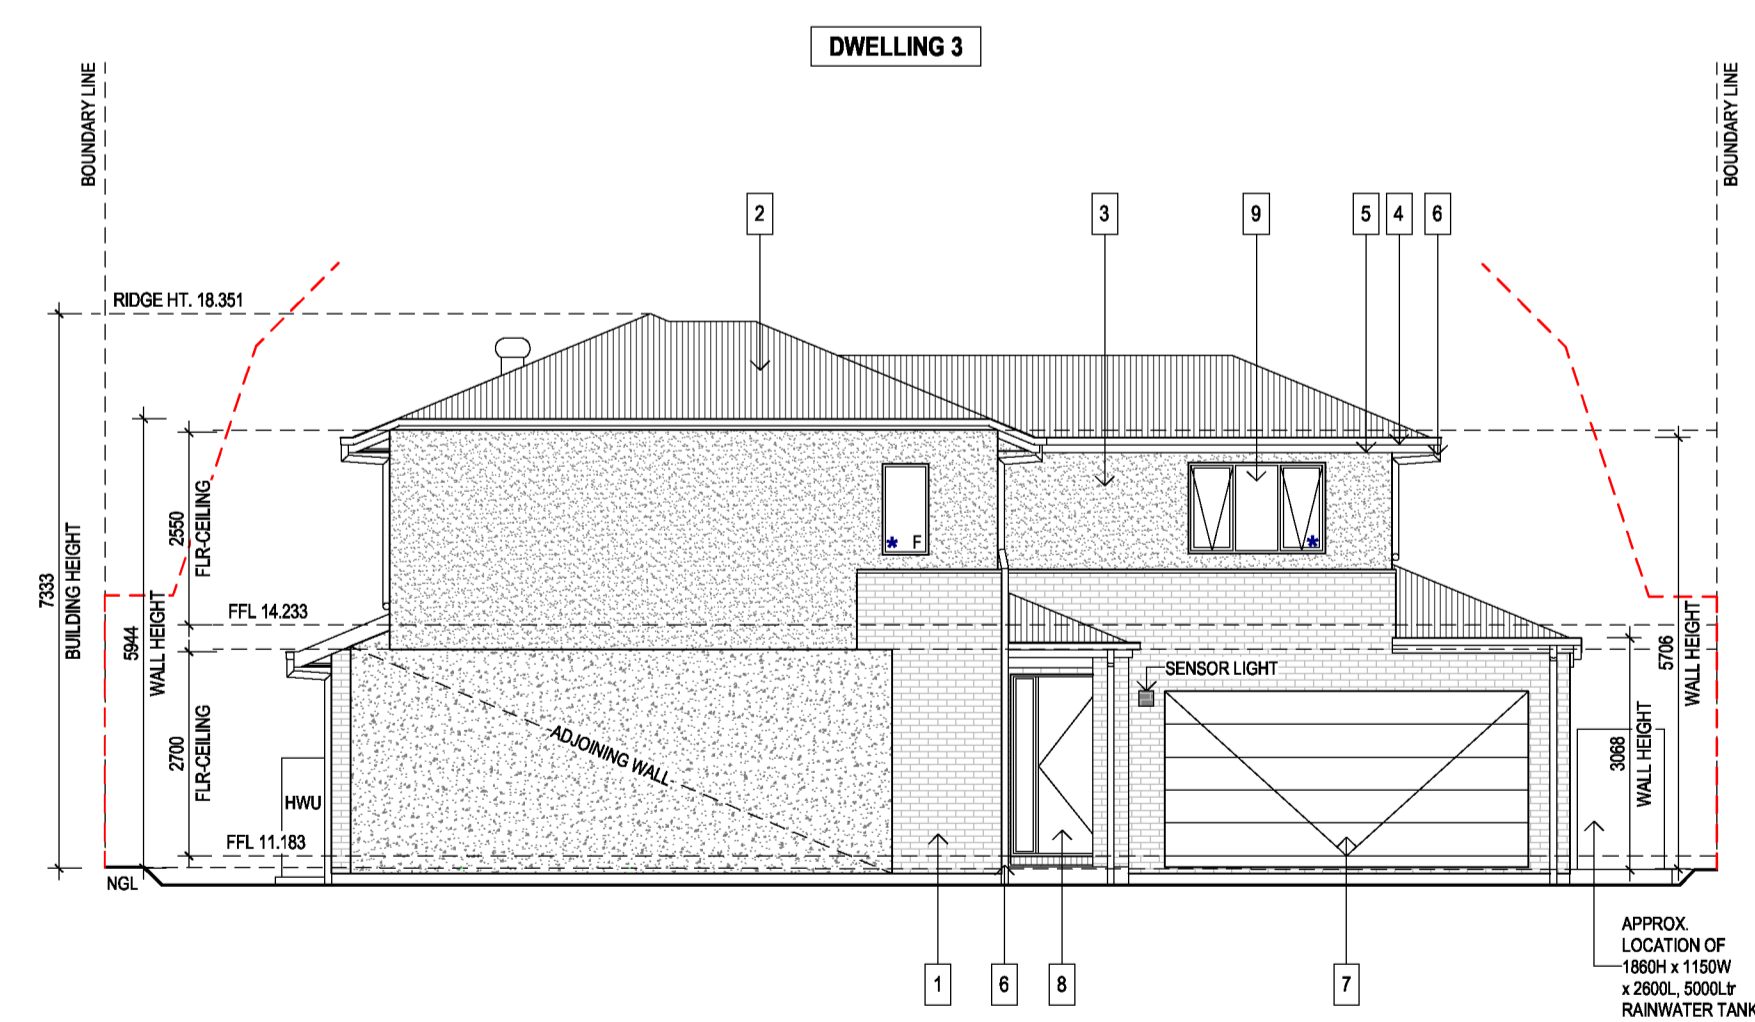 DWELLING 3
BOUNDARY LINE
BOUNDARY LINE
2
3
9
5
4
6
RIDGE HT. 18.351
7333
BUILDING HEIGHT
5944
WALL HEIGHT
2550
FLR-CEILING
FFL 14.233
2700
FLR-CEILING
FFL 11.183
NGL
HWU
ADJOINING WALL
* F
*
SENSOR LIGHT
5706
WALL HEIGHT
3068
WALL HEIGHT
1
6
8
7
APPROX.
LOCATION OF
1860H x 1150W
x 2600L, 5000Ltr
RAINWATER TANK